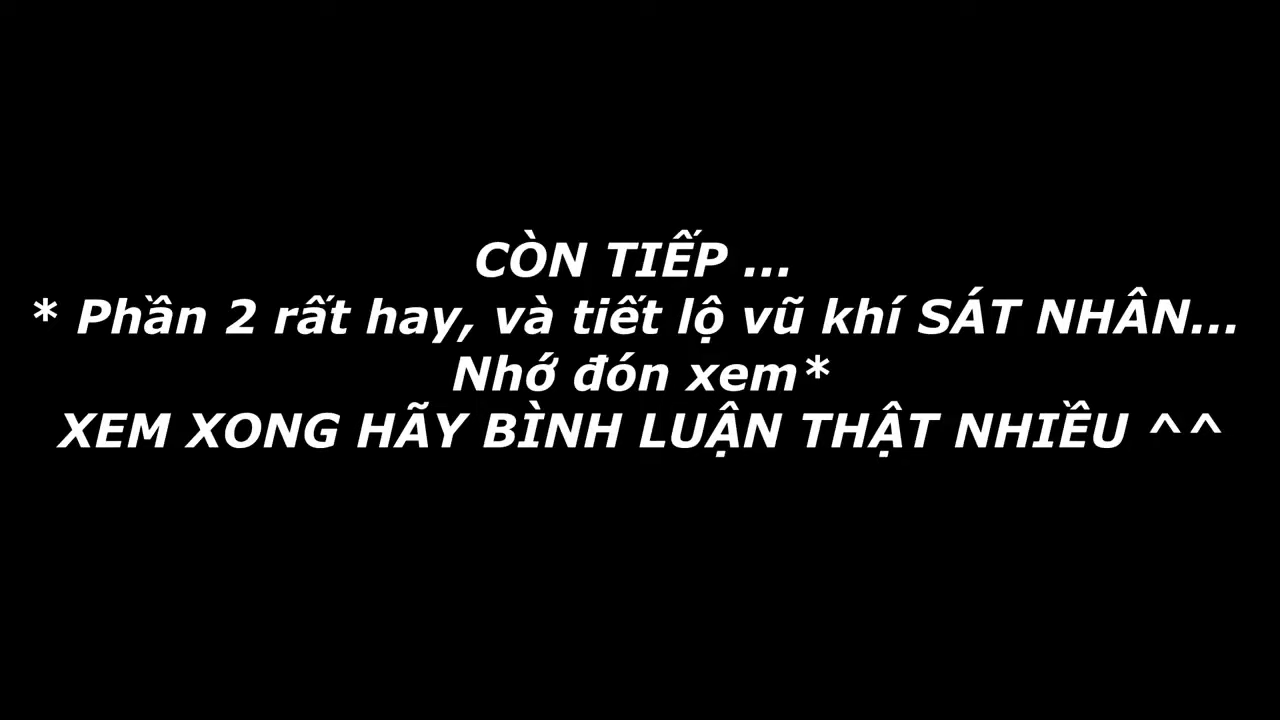 CÒN TIẾP ...
* Phần 2 rất hay, và tiết lộ vũ khí SÁT NHÂN...
Nhớ đón xem*
XEM XONG HÃY BÌNH LUẬN THẬT NHIỀU ^^